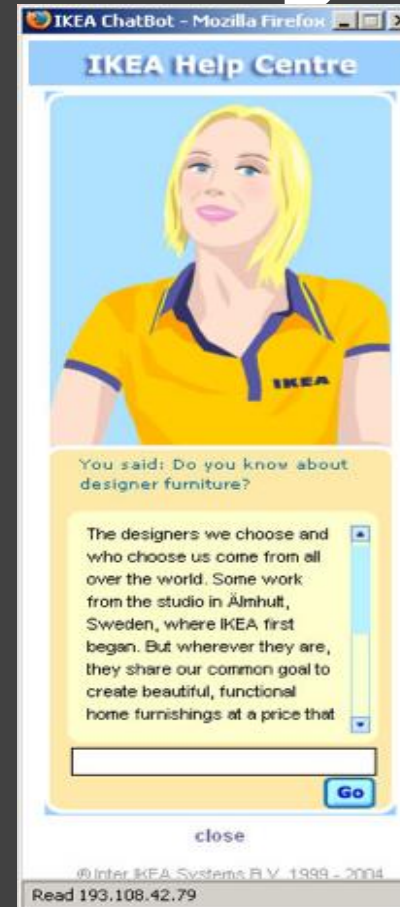 IKEA ChatBot - Mozilla Firefox
IKEA Help Centre
IKEA
You said: Do you know about
designer furniture?
The designers we choose and
who choose us come from all
over the world. Some work
from the studio in Älmhult,
Sweden, where IKEA first
began. But wherever they are,
they share our common goal to
create beautiful, functional
home furnishings at a price that
Go
close
© Inter IKEA Systems B.V. 1999 - 2004
Read 193.108.42.79